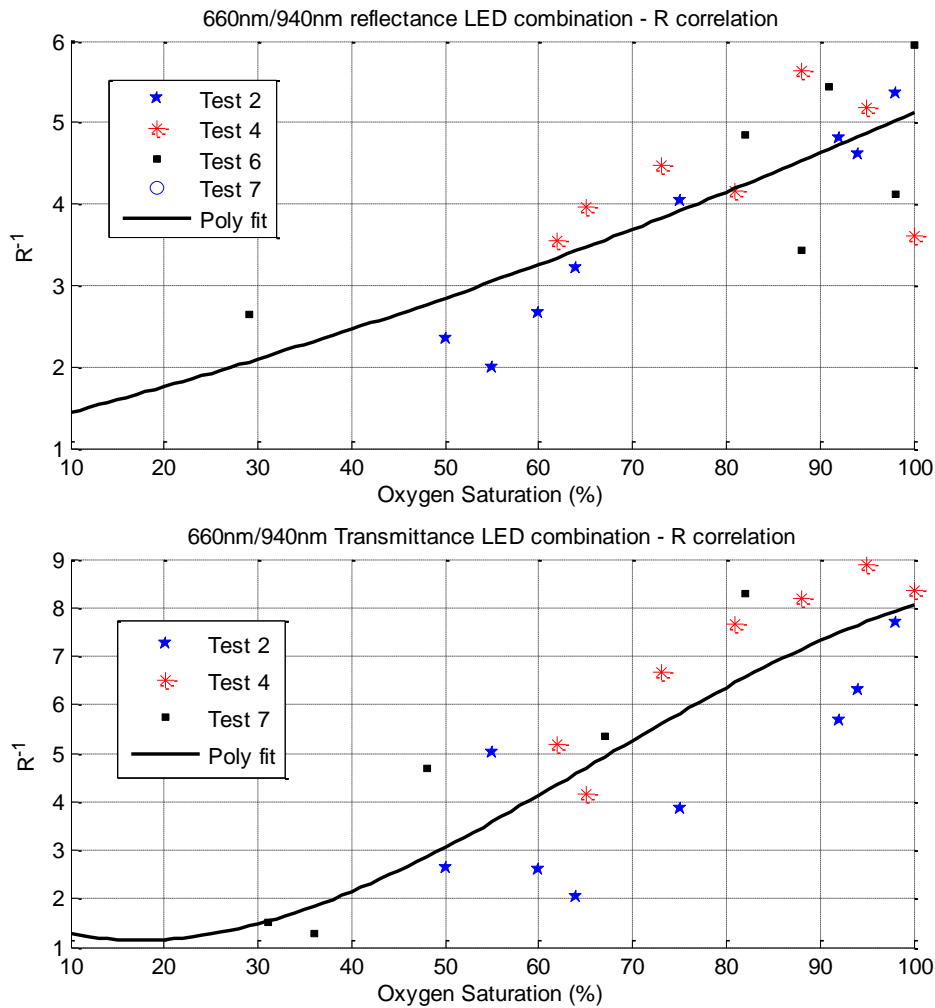 660nm/940nm reflectance LED combination - R correlation
6
5
4
3
2
1
R⁻¹
Test 2
Test 4
Test 6
Test 7
Poly fit
10 20 30 40 50 60 70 80 90 100
Oxygen Saturation (%)
660nm/940nm Transmittance LED combination - R correlation
9
8
7
6
5
4
3
2
1
R⁻¹
Test 2
Test 4
Test 7
Poly fit
10 20 30 40 50 60 70 80 90 100
Oxygen Saturation (%)